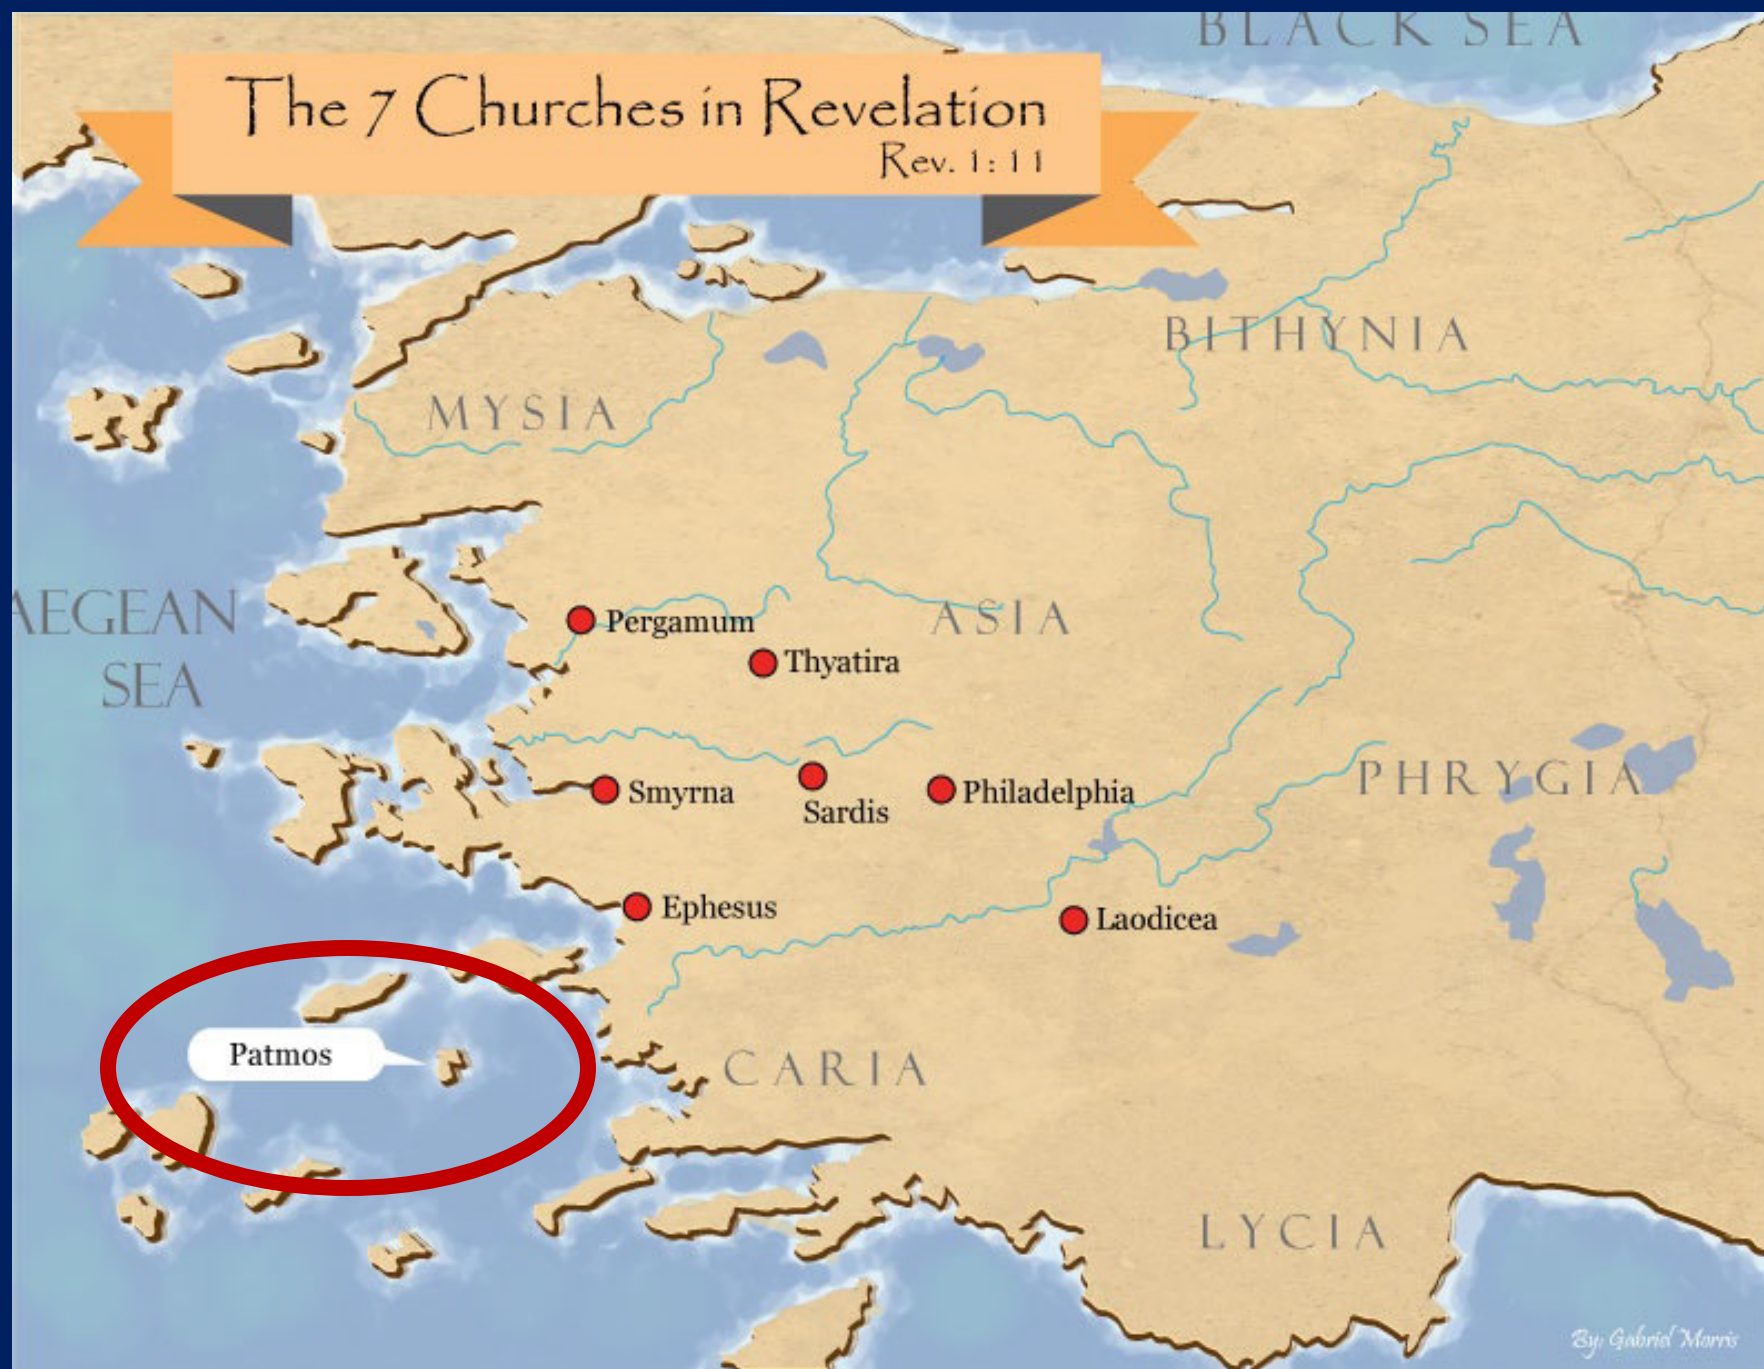 BLACK SEA
The 7 Churches in Revelation
Rev. 1:11
BITHYNIA
MYSIA
AEGEAN
SEA
Pergamum
ASIA
Thyatira
PHRYGIA
Smyrna
Sardis
Philadelphia
Ephesus
Laodicea
Patmos
CARIA
LYCIA
By: Gabriel Morris